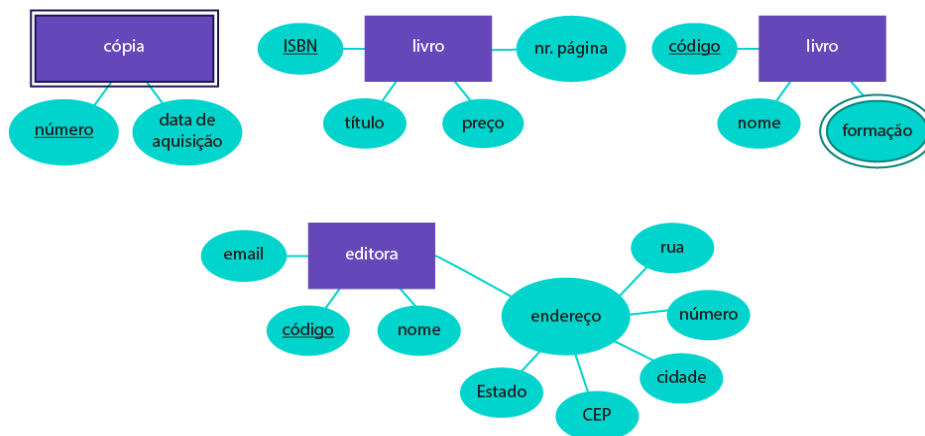 cópia
número
data de
aquisição
ISBN
livro
nr. página
título
preço
código
livro
nome
formação
email
editora
código
nome
endereço
rua
número
cidade
CEP
Estado